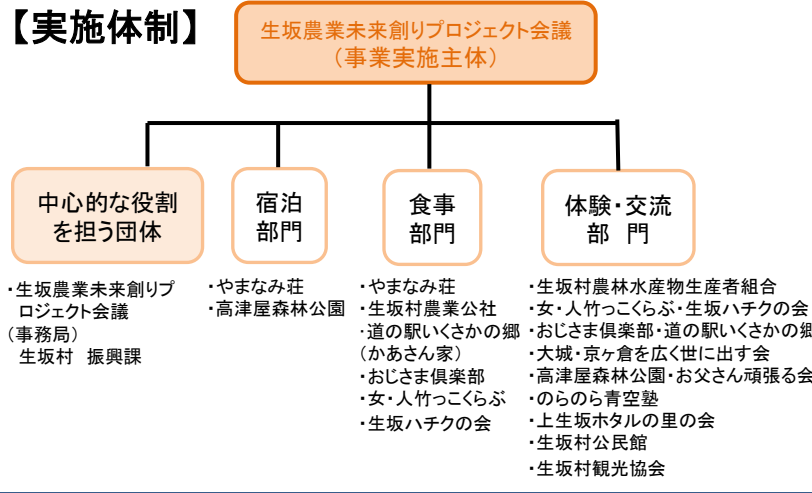 【実施体制】
生坂農業未来創りプロジェクト会議
（事業実施主体）
中心的な役割
を担う団体
・生坂農業未来創りプ
ロジェクト会議
（事務局）
生坂村 振興課
宿泊
部門
・やまなみ荘
・高津屋森林公園
食事
部門
・やまなみ荘
・生坂村農業公社
・道の駅いくさかの郷
（かあさん家）
・おじさま倶楽部
・女・人竹っこくらぶ
・生坂ハチクの会
体験・交流
部 門
・生坂村農林水産物生産者組合
・女・人竹っこくらぶ・生坂ハチクの会
・おじさま倶楽部・道の駅いくさかの郷
・大城・京ヶ倉を広く世に出す会
・高津屋森林公園・お父さん頑張る会
・のらのら青空塾
・上生坂ホタルの里の会
・生坂村公民館
・生坂村観光協会